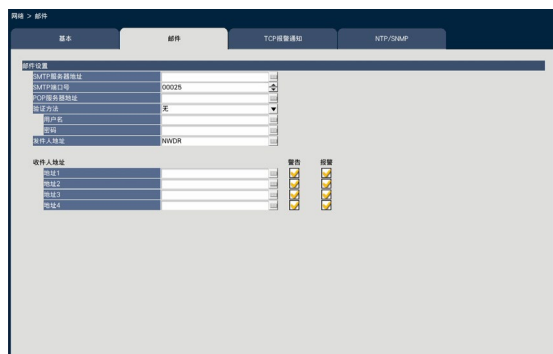 网络 > 邮件
基本 邮件 TCP报警通知 NTP/SNMP
邮件设置
SMTP服务器地址
SMTP端口号 00025
POP服务器地址
验证方法 无
用户名
密码
发件人地址 NWDR
收件人地址 警告 报警
地址1
地址2
地址3
地址4